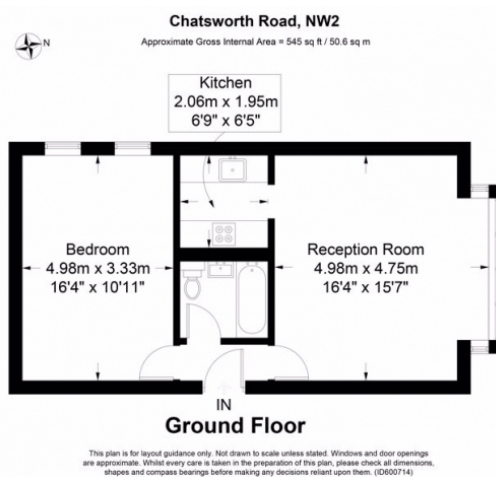 Chatsworth Road, NW2
Approximate Gross Internal Area = 545 sq ft / 50.6 sq m
N
Kitchen
2.06m x 1.95m
6'9" x 6'5"
Bedroom
4.98m x 3.33m
16'4" x 10'11"
Reception Room
4.98m x 4.75m
16'4" x 15'7"
IN
Ground Floor
This plan is for layout guidance only. Not drawn to scale unless stated. Windows and door openings
are approximate. Whilst every care is taken in the preparation of this plan, please check all dimensions,
shapes and compass bearings before making any decisions reliant upon them. (ID600714)